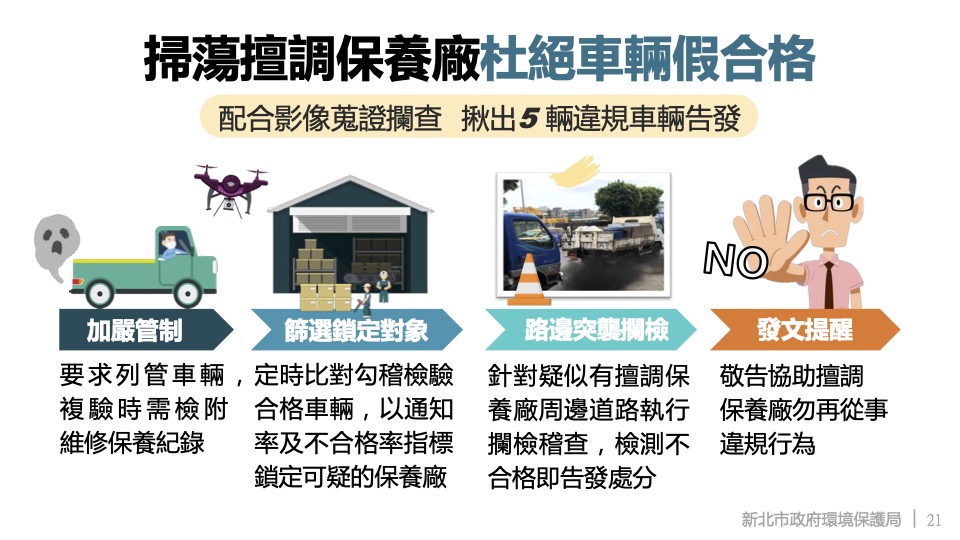 掃蕩擅調保養廠杜絕車輛假合格
配合影像蒐證攔查 揪出5 輛違規車輛告發
NO
加嚴管制
要求列管車輛，
複驗時需檢附
維修保養紀錄
篩選鎖定對象
定時比對勾稽檢驗
合格車輛，以通知
率及不合格率指標
鎖定可疑的保養廠
路邊突襲攔檢
針對疑似有擅調保
養廠周邊道路執行
攔檢稽查，檢測不
合格即告發處分
發文提醒
敬告協助擅調
保養廠勿再從事
違規行為
新北市政府環境保護局 | 21